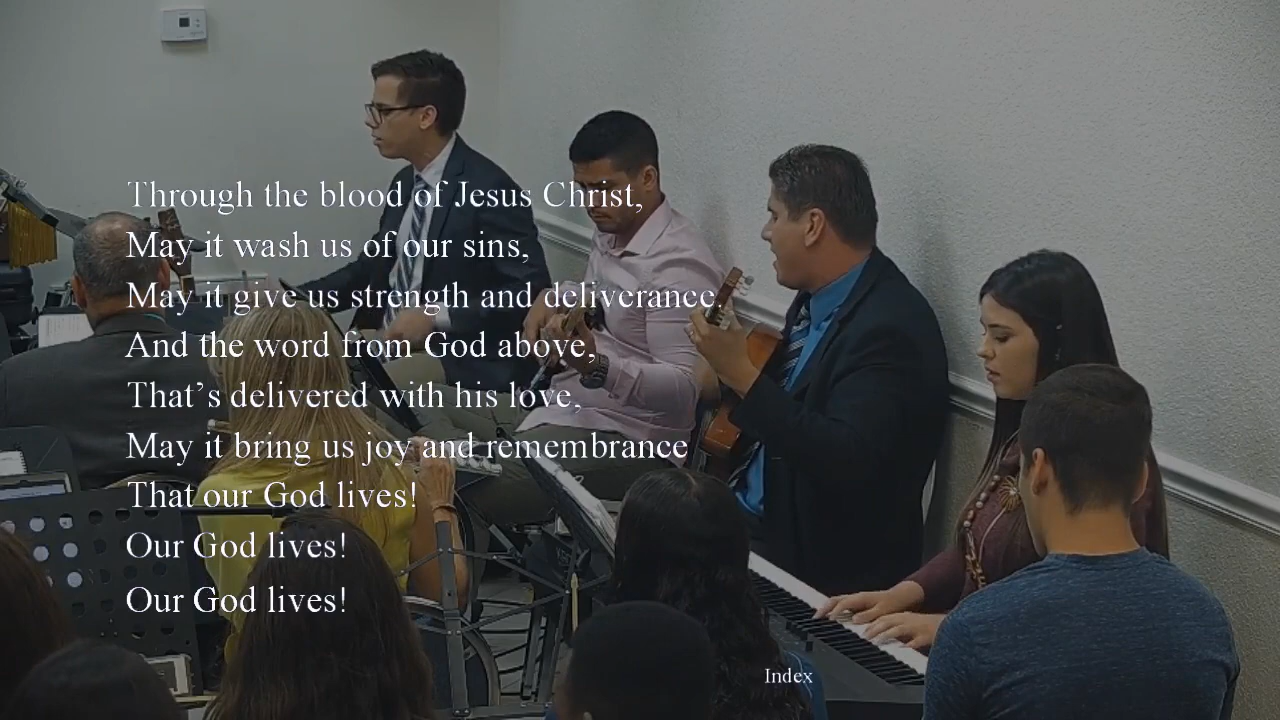 Through the blood of Jesus Christ,
May it wash us of our sins,
May it give us strength and deliverance.
And the word from God above,
That’s delivered with his love,
May it bring us joy and remembrance
That our God lives!
Our God lives!
Our God lives!
Index